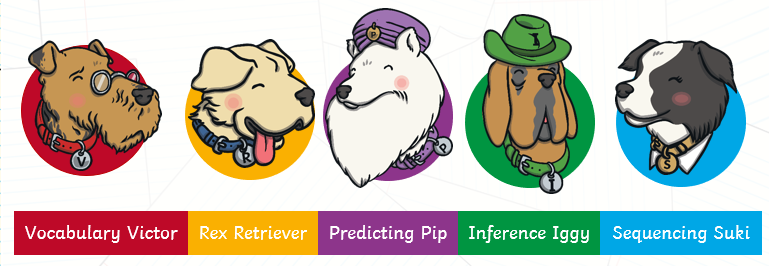 V
R
P
P
I
I
S
Vocabulary Victor
Rex Retriever
Predicting Pip
Inference Iggy
Sequencing Suki